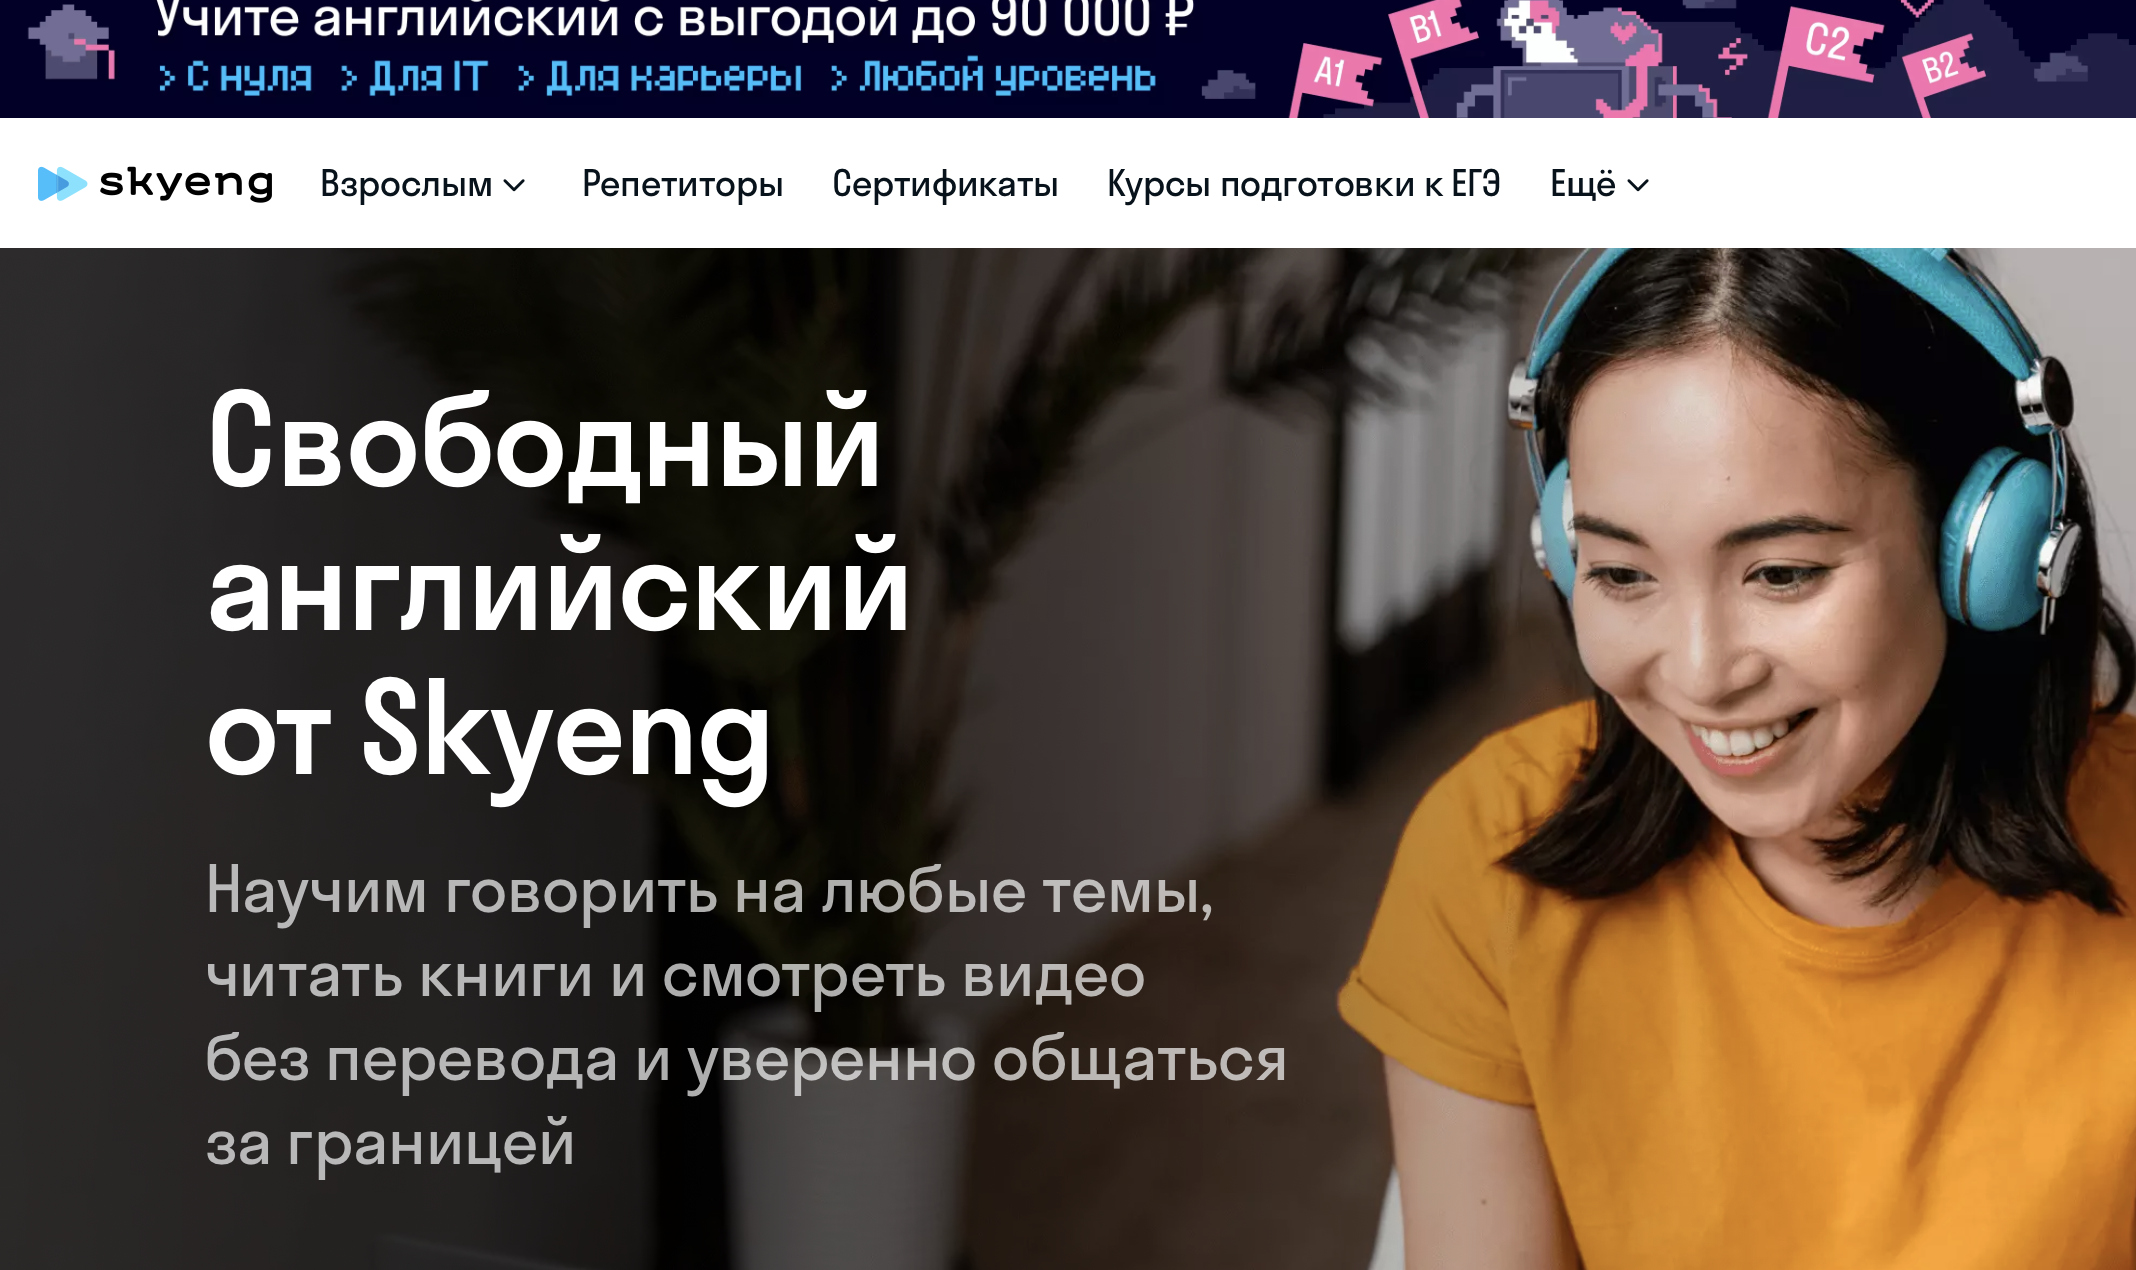 Учите английский с выгодой до 90 000 ₽
> С нуля > Для IT > Для карьеры > Любой уровень
A1
B1
C2
B2
skyeng
Взрослым
Репетиторы
Сертификаты
Курсы подготовки к ЕГЭ
Ещё
Свободный
английский
от Skyeng
Научим говорить на любые темы,
читать книги и смотреть видео
без перевода и уверенно общаться
за границей